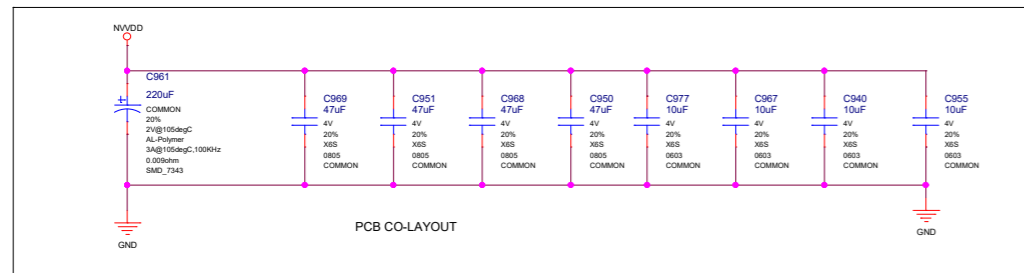 NVVDD
C961
220uF
COMMON
20%
2V@105degC
AL-Polymer
3A@105degC,100KHz
0.009ohm
SMD_7343
C969
47uF
4V
20%
X6S
0805
COMMON
C951
47uF
4V
20%
X6S
0805
COMMON
C968
47uF
4V
20%
X6S
0805
COMMON
C950
47uF
4V
20%
X6S
0805
COMMON
C977
10uF
4V
20%
X6S
0603
COMMON
C967
10uF
4V
20%
X6S
0603
COMMON
C940
10uF
4V
20%
X6S
0603
COMMON
C955
10uF
4V
20%
X6S
0603
COMMON
GND
PCB CO-LAYOUT
GND